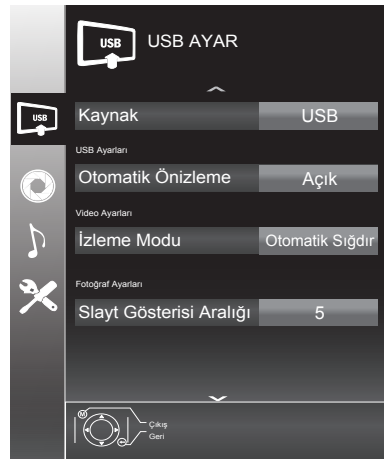 USB USB AYAR
USB
Kaynak USB
USB Ayarları
Otomatik Önizleme Açık
Video Ayarları
İzleme Modu Otomatik Sığdır
Fotoğraf Ayarları
Slayt Gösterisi Aralığı 5
M
Çıkış
Geri